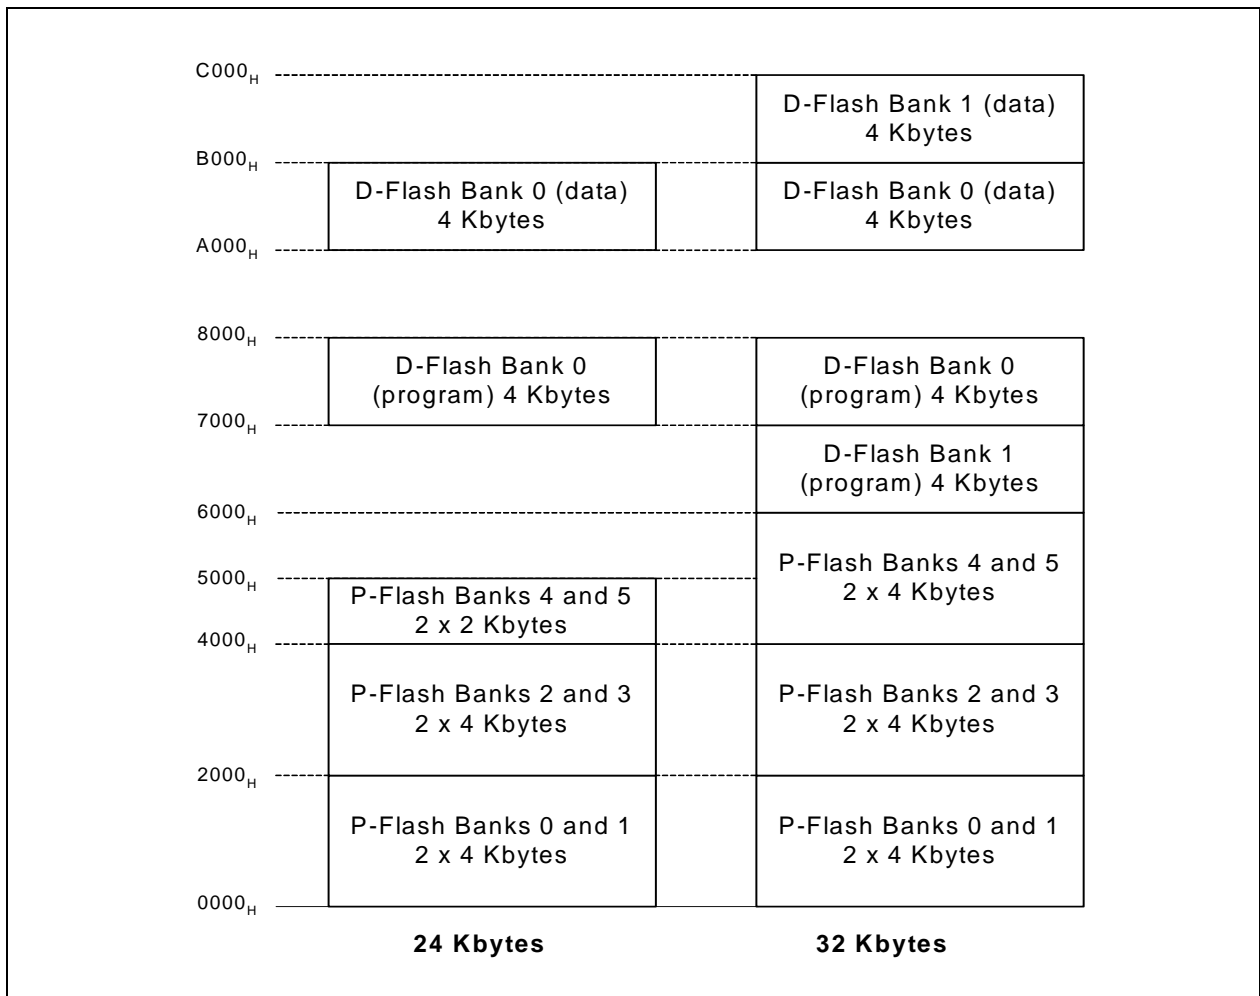 C000H
D-Flash Bank 1 (data)
4 Kbytes
B000H
D-Flash Bank 0 (data)
4 Kbytes
D-Flash Bank 0 (data)
4 Kbytes
A000H
8000H
D-Flash Bank 0
(program) 4 Kbytes
D-Flash Bank 0
(program) 4 Kbytes
7000H
D-Flash Bank 1
(program) 4 Kbytes
6000H
P-Flash Banks 4 and 5
2 x 4 Kbytes
5000H
P-Flash Banks 4 and 5
2 x 2 Kbytes
4000H
P-Flash Banks 2 and 3
2 x 4 Kbytes
P-Flash Banks 2 and 3
2 x 4 Kbytes
2000H
P-Flash Banks 0 and 1
2 x 4 Kbytes
P-Flash Banks 0 and 1
2 x 4 Kbytes
0000H
24 Kbytes
32 Kbytes